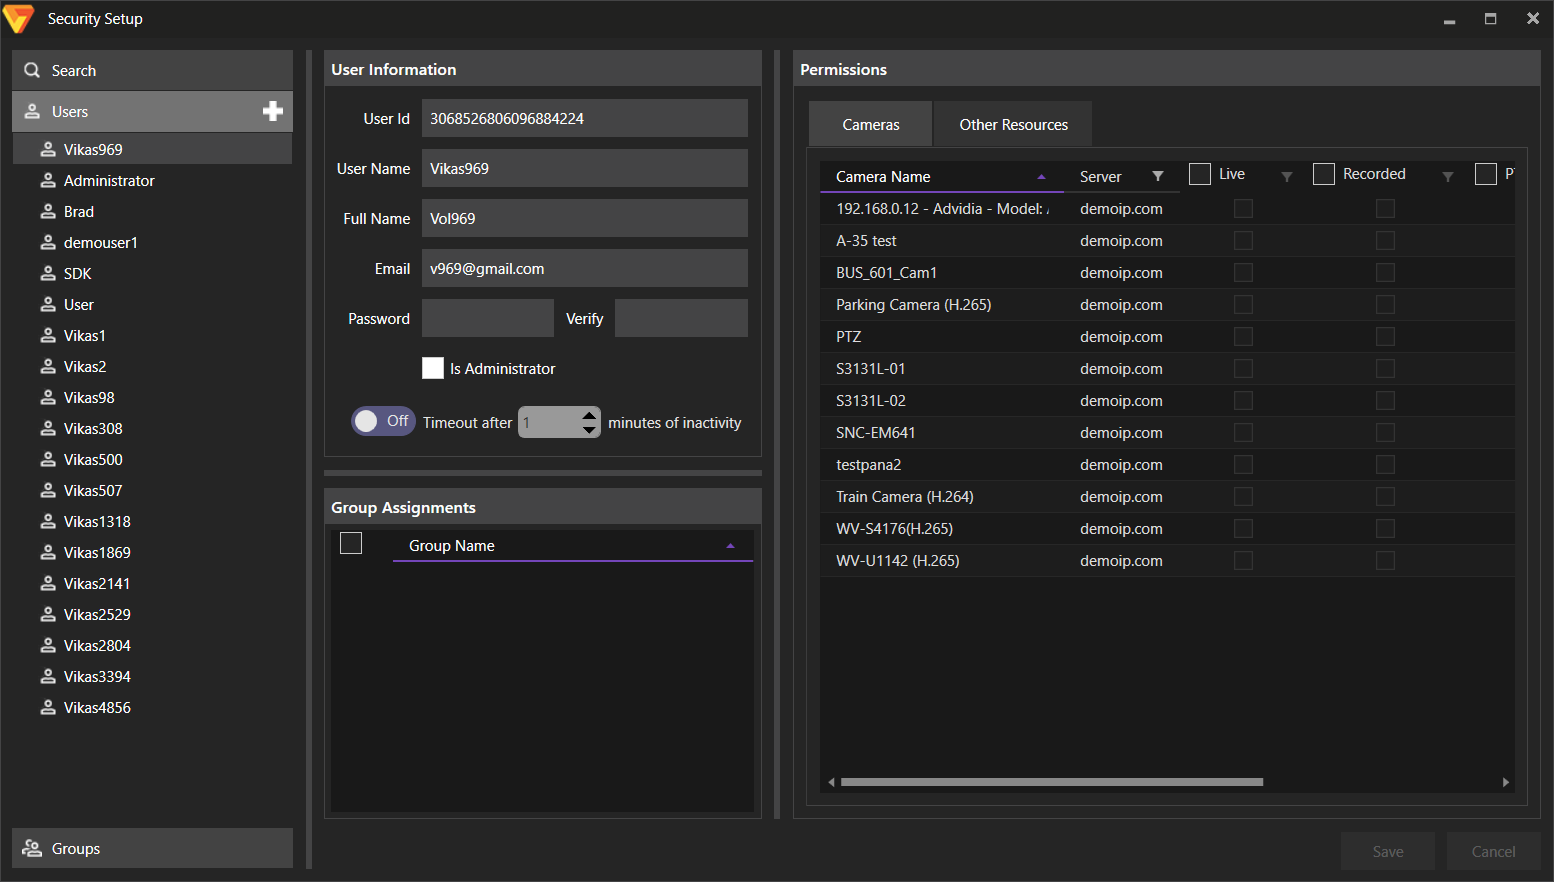 Security Setup
Search
Users
Vikas969
Administrator
Brad
demouser1
SDK
User
Vikas1
Vikas2
Vikas98
Vikas308
Vikas500
Vikas507
Vikas1318
Vikas1869
Vikas2141
Vikas2529
Vikas2804
Vikas3394
Vikas4856
Groups
User Information
User Id 3068526806096884224
User Name Vikas969
Full Name Vol969
Email v969@gmail.com
Password Verify
Is Administrator
Off Timeout after 1 minutes of inactivity
Group Assignments
Group Name
Permissions
Cameras Other Resources
Camera Name Server Live Recorded
192.168.0.12 - Advidia - Model: demoip.com
A-35 test demoip.com
BUS_601_Cam1 demoip.com
Parking Camera (H.265) demoip.com
PTZ demoip.com
S3131L-01 demoip.com
S3131L-02 demoip.com
SNC-EM641 demoip.com
testpana2 demoip.com
Train Camera (H.264) demoip.com
WV-S4176(H.265) demoip.com
WV-U1142 (H.265) demoip.com
Save Cancel